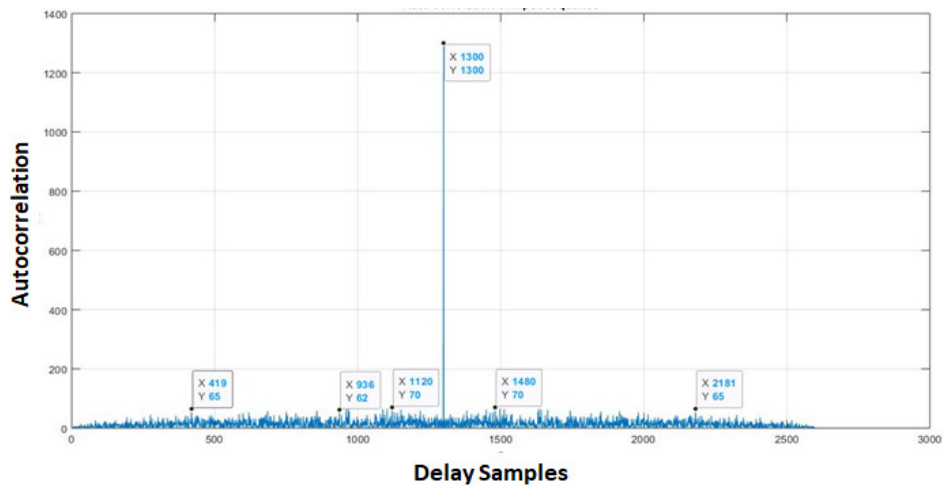 1400
1200
1000
800
600
400
200
0
Autocorrelation
X 1300
Y 1300
X 419
Y 65
X 936
Y 62
X 1120
Y 70
X 1480
Y 70
X 2181
Y 65
0 500 1000 1500 2000 2500 3000
Delay Samples